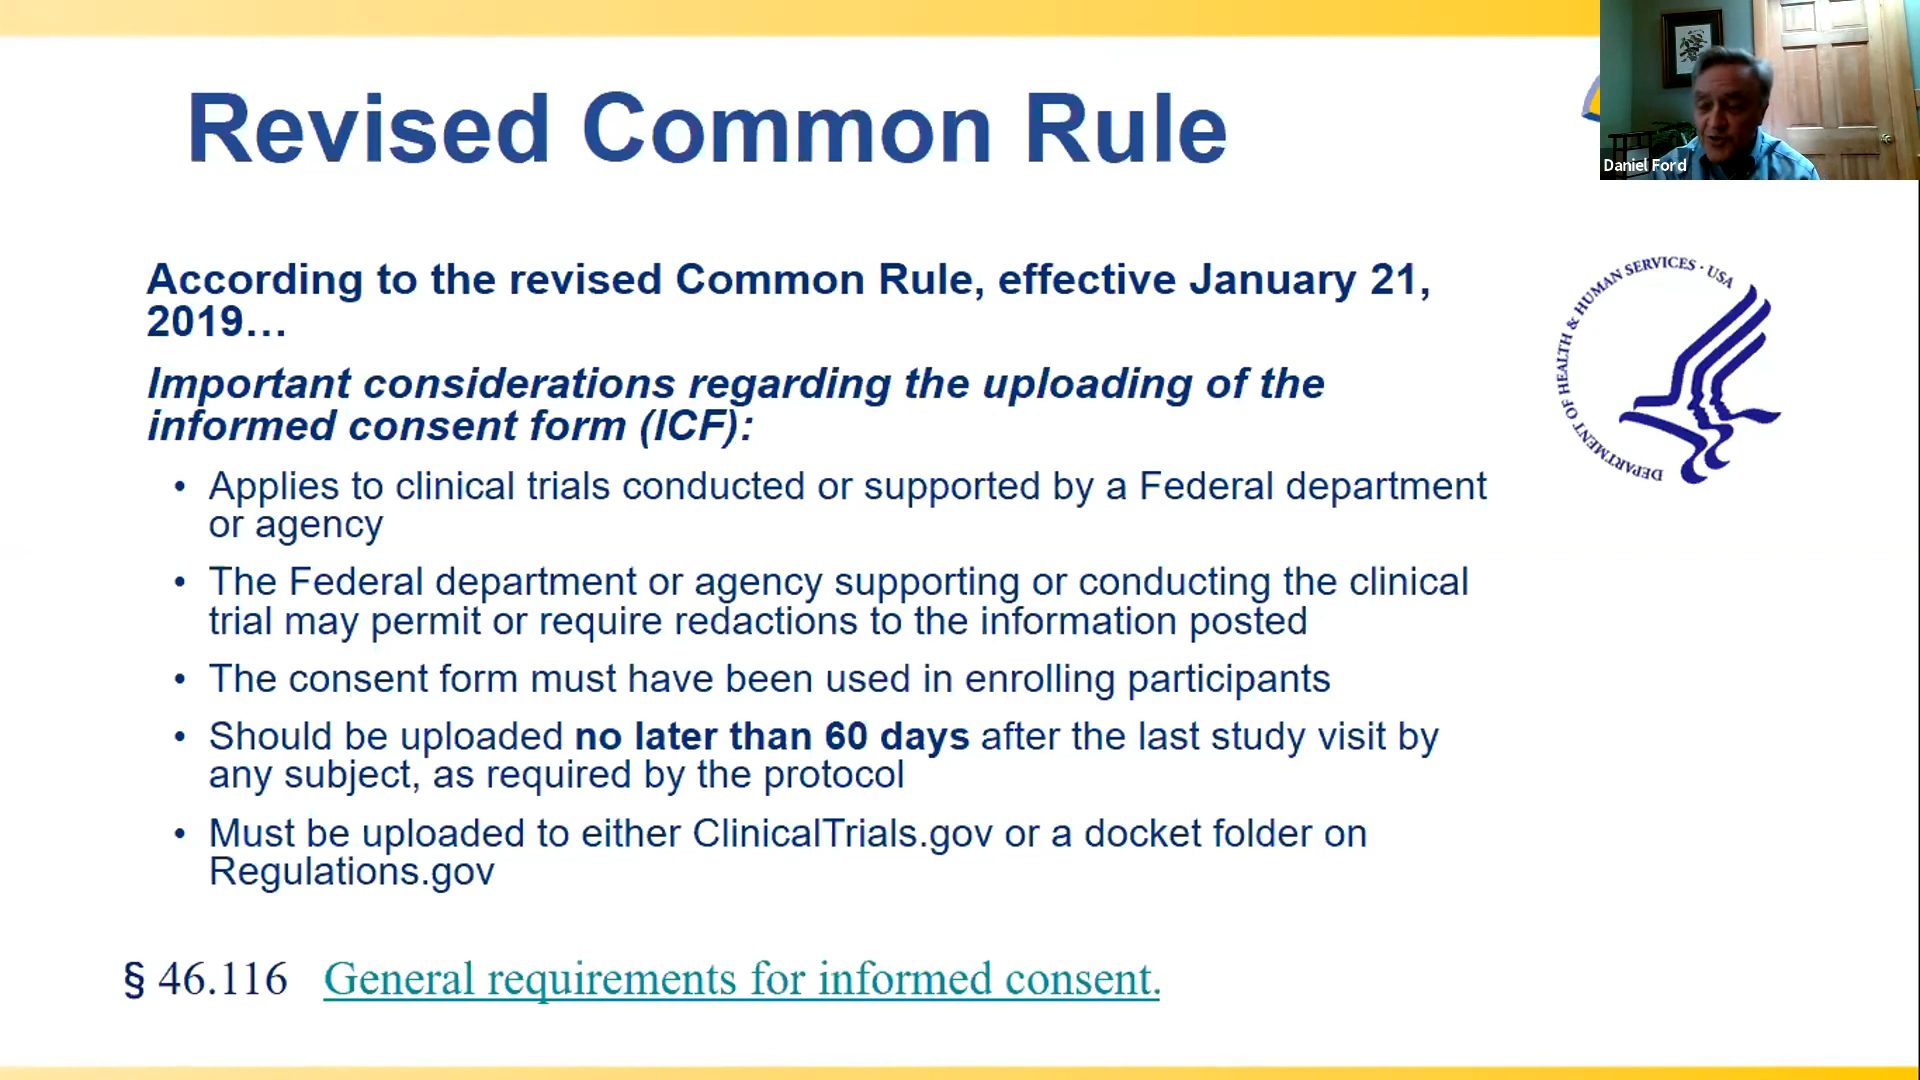 Revised Common Rule
Daniel Ford
According to the revised Common Rule, effective January 21,
2019…
Important considerations regarding the uploading of the
informed consent form (ICF):
• Applies to clinical trials conducted or supported by a Federal department
or agency
• The Federal department or agency supporting or conducting the clinical
trial may permit or require redactions to the information posted
• The consent form must have been used in enrolling participants
• Should be uploaded no later than 60 days after the last study visit by
any subject, as required by the protocol
• Must be uploaded to either ClinicalTrials.gov or a docket folder on
Regulations.gov
DEPARTMENT OF HEALTH & HUMAN SERVICES · USA
§ 46.116 General requirements for informed consent.